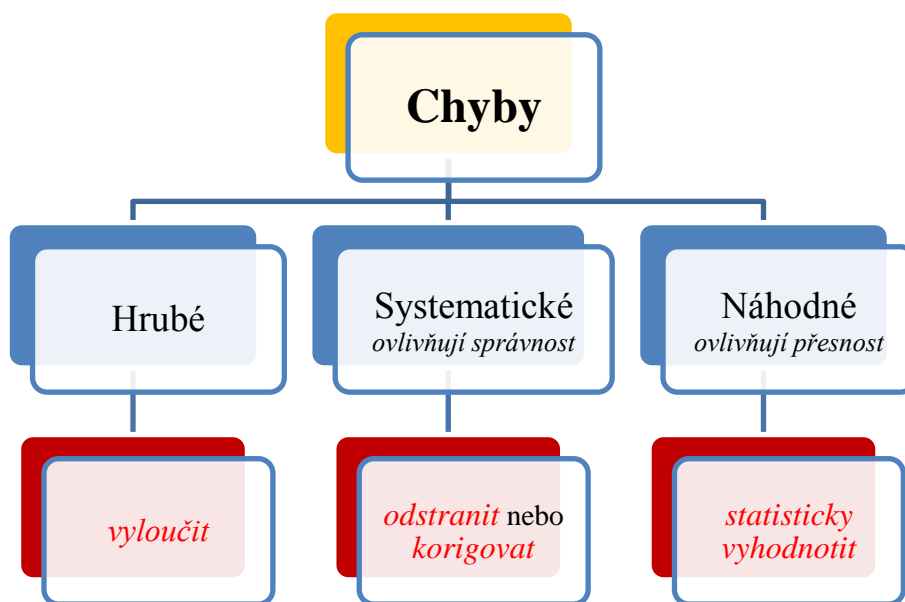 Chyby
Hrubé
Systematické
ovlivňují správnost
Náhodné
ovlivňují přesnost
vyloučit
odstranit nebo
korigovat
statisticky
vyhodnotit